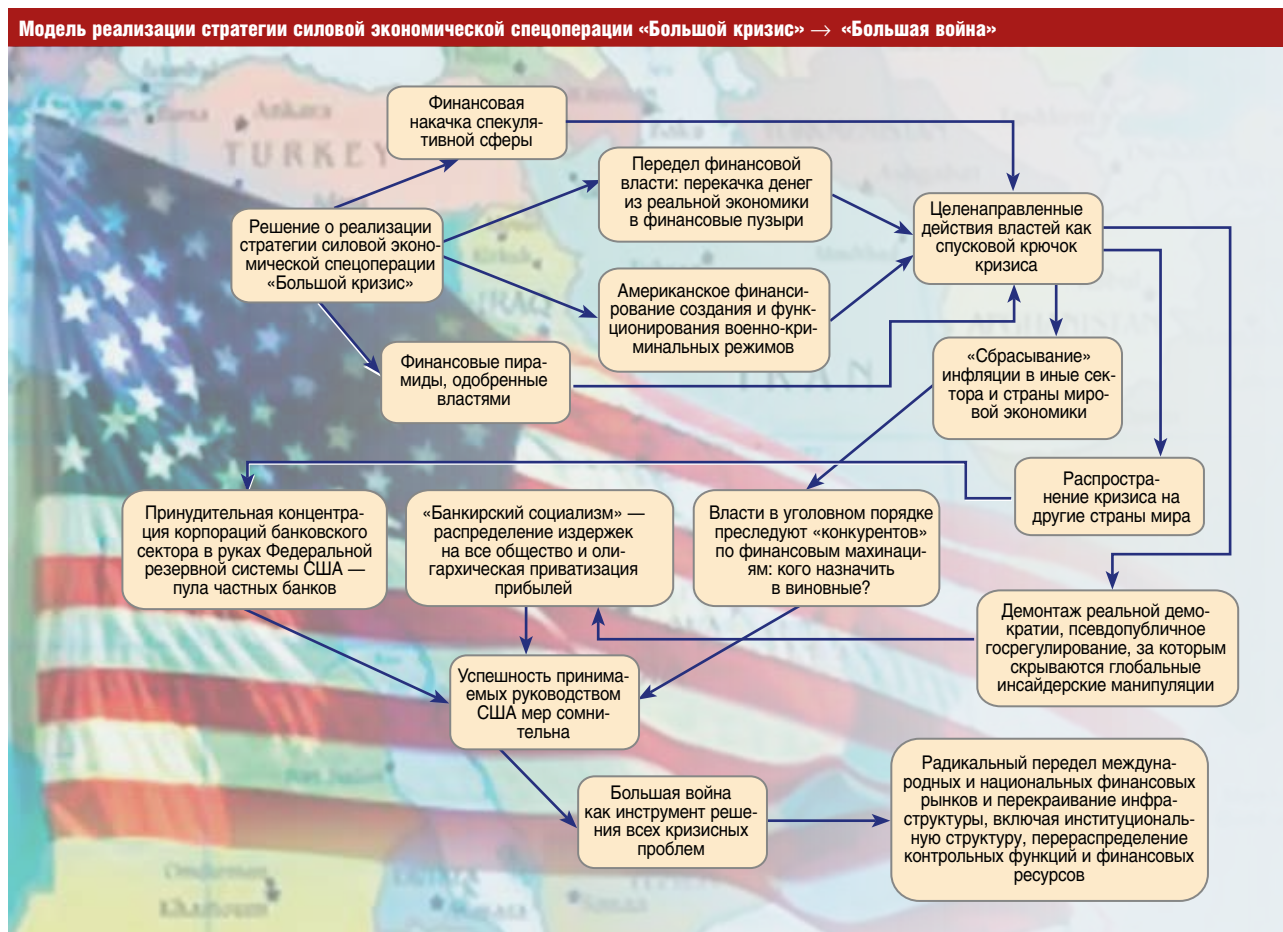 Модель реализации стратегии силовой экономической спецоперации «Большой кризис» → «Большая война»
Финансовая
накачка спекуля-
тивной сферы
Передел финансовой
власти: перекачка денег
из реальной экономики
в финансовые пузыри
Целенаправленные
действия властей как
спусковой крючок
кризиса
Решение о реализации
стратегии силовой эконо-
мической спецоперации
«Большой кризис»
Американское финанси-
рование создания и функ-
ционирования военно-кри-
минальных режимов
Финансовые пира-
миды, одобренные
властями
«Сбрасывание»
инфляции в иные сек-
тора и страны миро-
вой экономики
Распростра-
нение кризиса на
другие страны мира
Принудительная концентра-
ция корпораций банковского
сектора в руках Федеральной
резервной системы США —
пула частных банков
«Банкирский социализм» —
распределение издержек
на все общество и оли-
гархическая приватизация
прибылей
Власти в уголовном порядке
преследуют «конкурентов»
по финансовым махинаци-
ям: кого назначить
в виновные?
Демонтаж реальной демо-
кратии, псевдопубличное
госрегулирование, за которым
скрываются глобальные
инсайдерские манипуляции
Успешность принима-
емых руководством
США мер сомни-
тельна
Большая война
как инструмент реше-
ния всех кризисных
проблем
Радикальный передел междуна-
родных и национальных финансовых
рынков и перекраивание инфра-
структуры, включая институциональ-
ную структуру, перераспределение
контрольных функций и финансовых
ресурсов
Ankara
TURKEY
IRAQ
IRAN
AFGHANISTAN
Khartoum